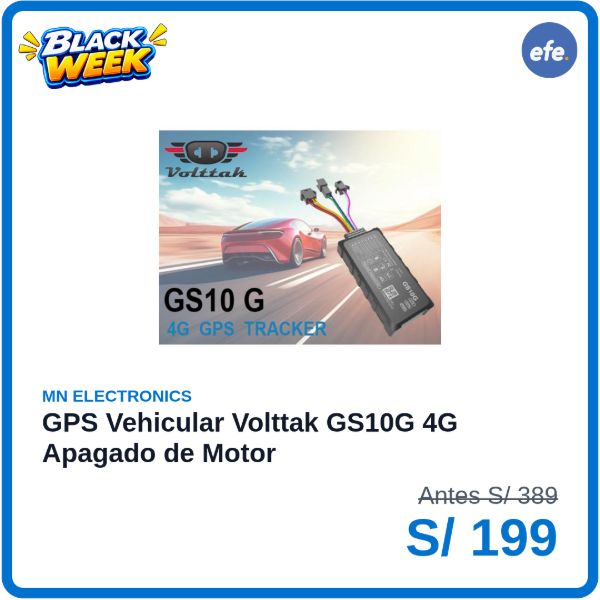 BLACK
WEEK
efe.
Volttak
GS10 G
4G GPS TRACKER
GS10G
MN ELECTRONICS
GPS Vehicular Volttak GS10G 4G
Apagado de Motor
Antes S/ 389
S/ 199